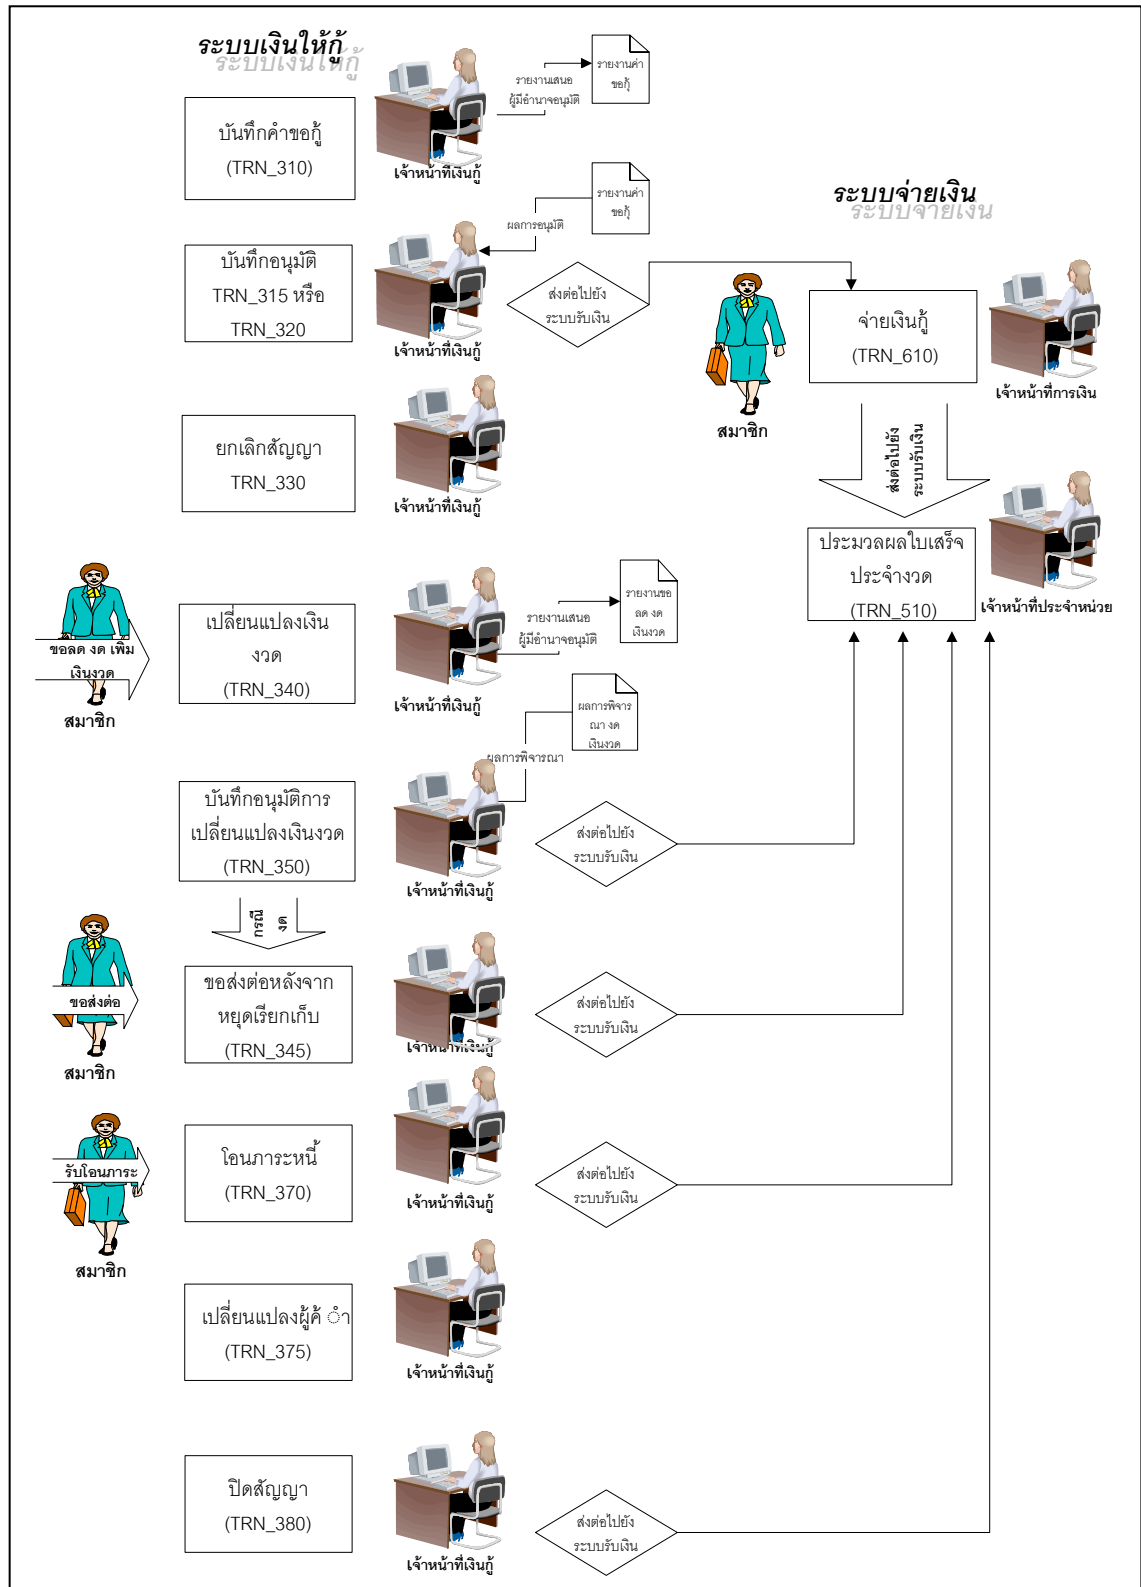 ระบบเงินให้กู้
บันทึกคำขอกู้
(TRN_310)
เจ้าหน้าที่เงินกู้
รายงานเสนอ
ผู้มีอำนาจอนุมัติ
รายงานคำ
ขอกู้
บันทึกอนุมัติ
TRN_315 หรือ
TRN_320
เจ้าหน้าที่เงินกู้
ผลการอนุมัติ
รายงานคำ
ขอกู้
ส่งต่อไปยัง
ระบบรับเงิน
ระบบจ่ายเงิน
สมาชิก
จ่ายเงินกู้
(TRN_610)
เจ้าหน้าที่การเงิน
ส่งต่อไปยัง
ระบบรับเงิน
ประมวลผลใบเสร็จ
ประจำงวด
(TRN_510)
เจ้าหน้าที่ประจำหน่วย
ยกเลิกสัญญา
TRN_330
เจ้าหน้าที่เงินกู้
ขอลด งด เพิ่ม
เงินงวด
สมาชิก
เปลี่ยนแปลงเงิน
งวด
(TRN_340)
เจ้าหน้าที่เงินกู้
รายงานเสนอ
ผู้มีอำนาจอนุมัติ
รายงานขอ
ลด งด
เงินงวด
บันทึกอนุมัติการ
เปลี่ยนแปลงเงินงวด
(TRN_350)
เจ้าหน้าที่เงินกู้
ผลการพิจารณา
ผลการพิจาร
ณา งด
เงินงวด
ส่งต่อไปยัง
ระบบรับเงิน
กรณี
งด
ขอส่งต่อ
สมาชิก
ขอส่งต่อหลังจาก
หยุดเรียกเก็บ
(TRN_345)
เจ้าหน้าที่เงินกู้
ส่งต่อไปยัง
ระบบรับเงิน
รับโอนภาระ
สมาชิก
โอนภาระหนี้
(TRN_370)
เจ้าหน้าที่เงินกู้
ส่งต่อไปยัง
ระบบรับเงิน
เปลี่ยนแปลงผู้ค้ ำ
(TRN_375)
เจ้าหน้าที่เงินกู้
ปิดสัญญา
(TRN_380)
เจ้าหน้าที่เงินกู้
ส่งต่อไปยัง
ระบบรับเงิน